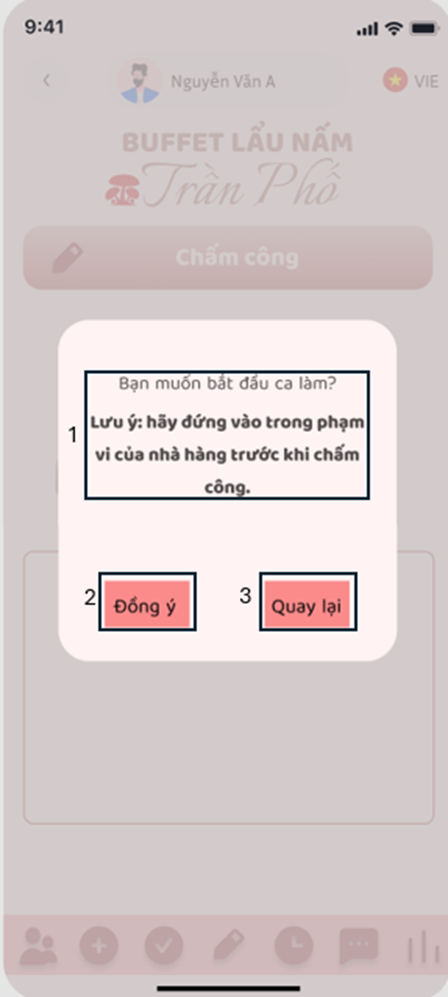 9:41
Nguyễn Văn A
VIE
BUFFET LẨU NẤM
Trần Phố
Chấm công
Bạn muốn bắt đầu ca làm?
1
Lưu ý: hãy đứng vào trong phạm
vi của nhà hàng trước khi chấm
công.
2
Đồng ý
3
Quay lại